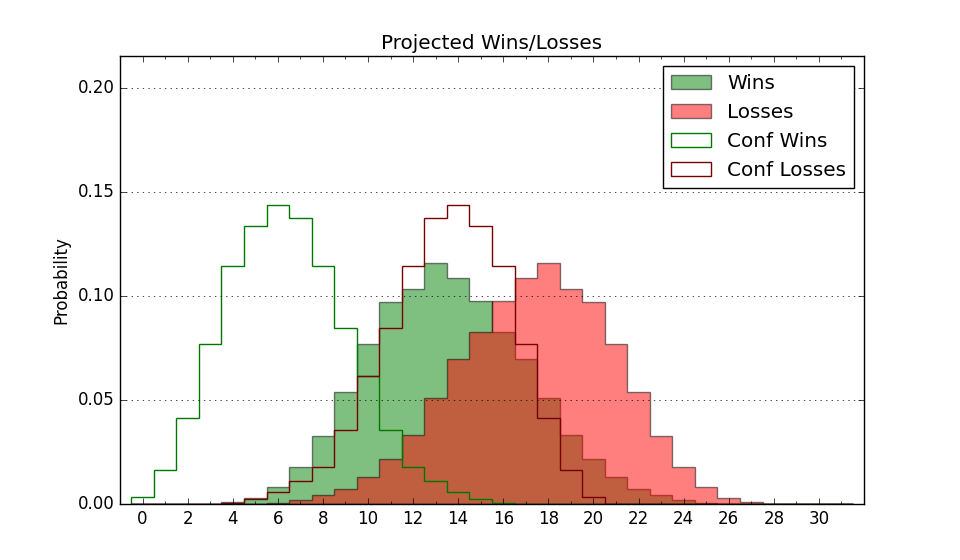 Projected Wins/Losses
Wins
Losses
Conf Wins
Conf Losses
Probability
0.20
0.15
0.10
0.05
0.00
0 2 4 6 8 10 12 14 16 18 20 22 24 26 28 30